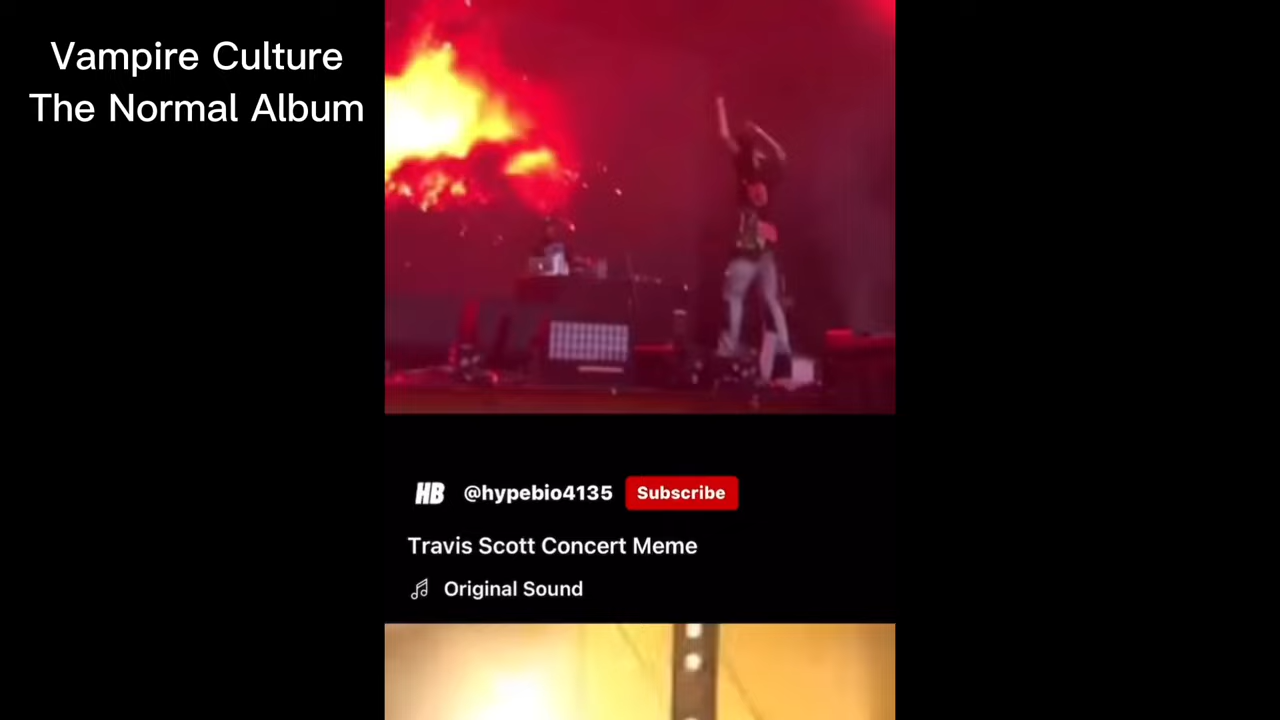 Vampire Culture
The Normal Album
HB @hypebio4135 Subscribe
Travis Scott Concert Meme
Original Sound